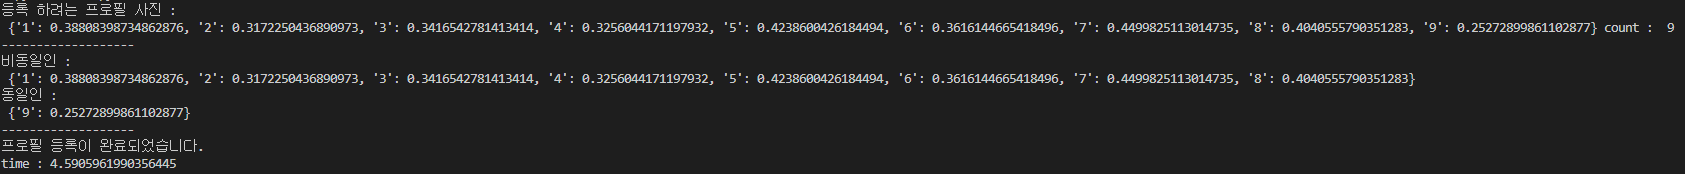 등록 하려는 프로필 사진 :
{'1': 0.38808398734862876, '2': 0.3172250436890973, '3': 0.3416542781413414, '4': 0.3256044171197932, '5': 0.4238600426184494, '6': 0.3616144665418496, '7': 0.4499825113014735, '8': 0.4040555790351283, '9': 0.25272899861102877} count :  9
-------------------
비동일인 :
{'1': 0.38808398734862876, '2': 0.3172250436890973, '3': 0.3416542781413414, '4': 0.3256044171197932, '5': 0.4238600426184494, '6': 0.3616144665418496, '7': 0.4499825113014735, '8': 0.4040555790351283}
동일인 :
{'9': 0.25272899861102877}
-------------------
프로필 등록이 완료되었습니다.
time : 4.5905961990356445